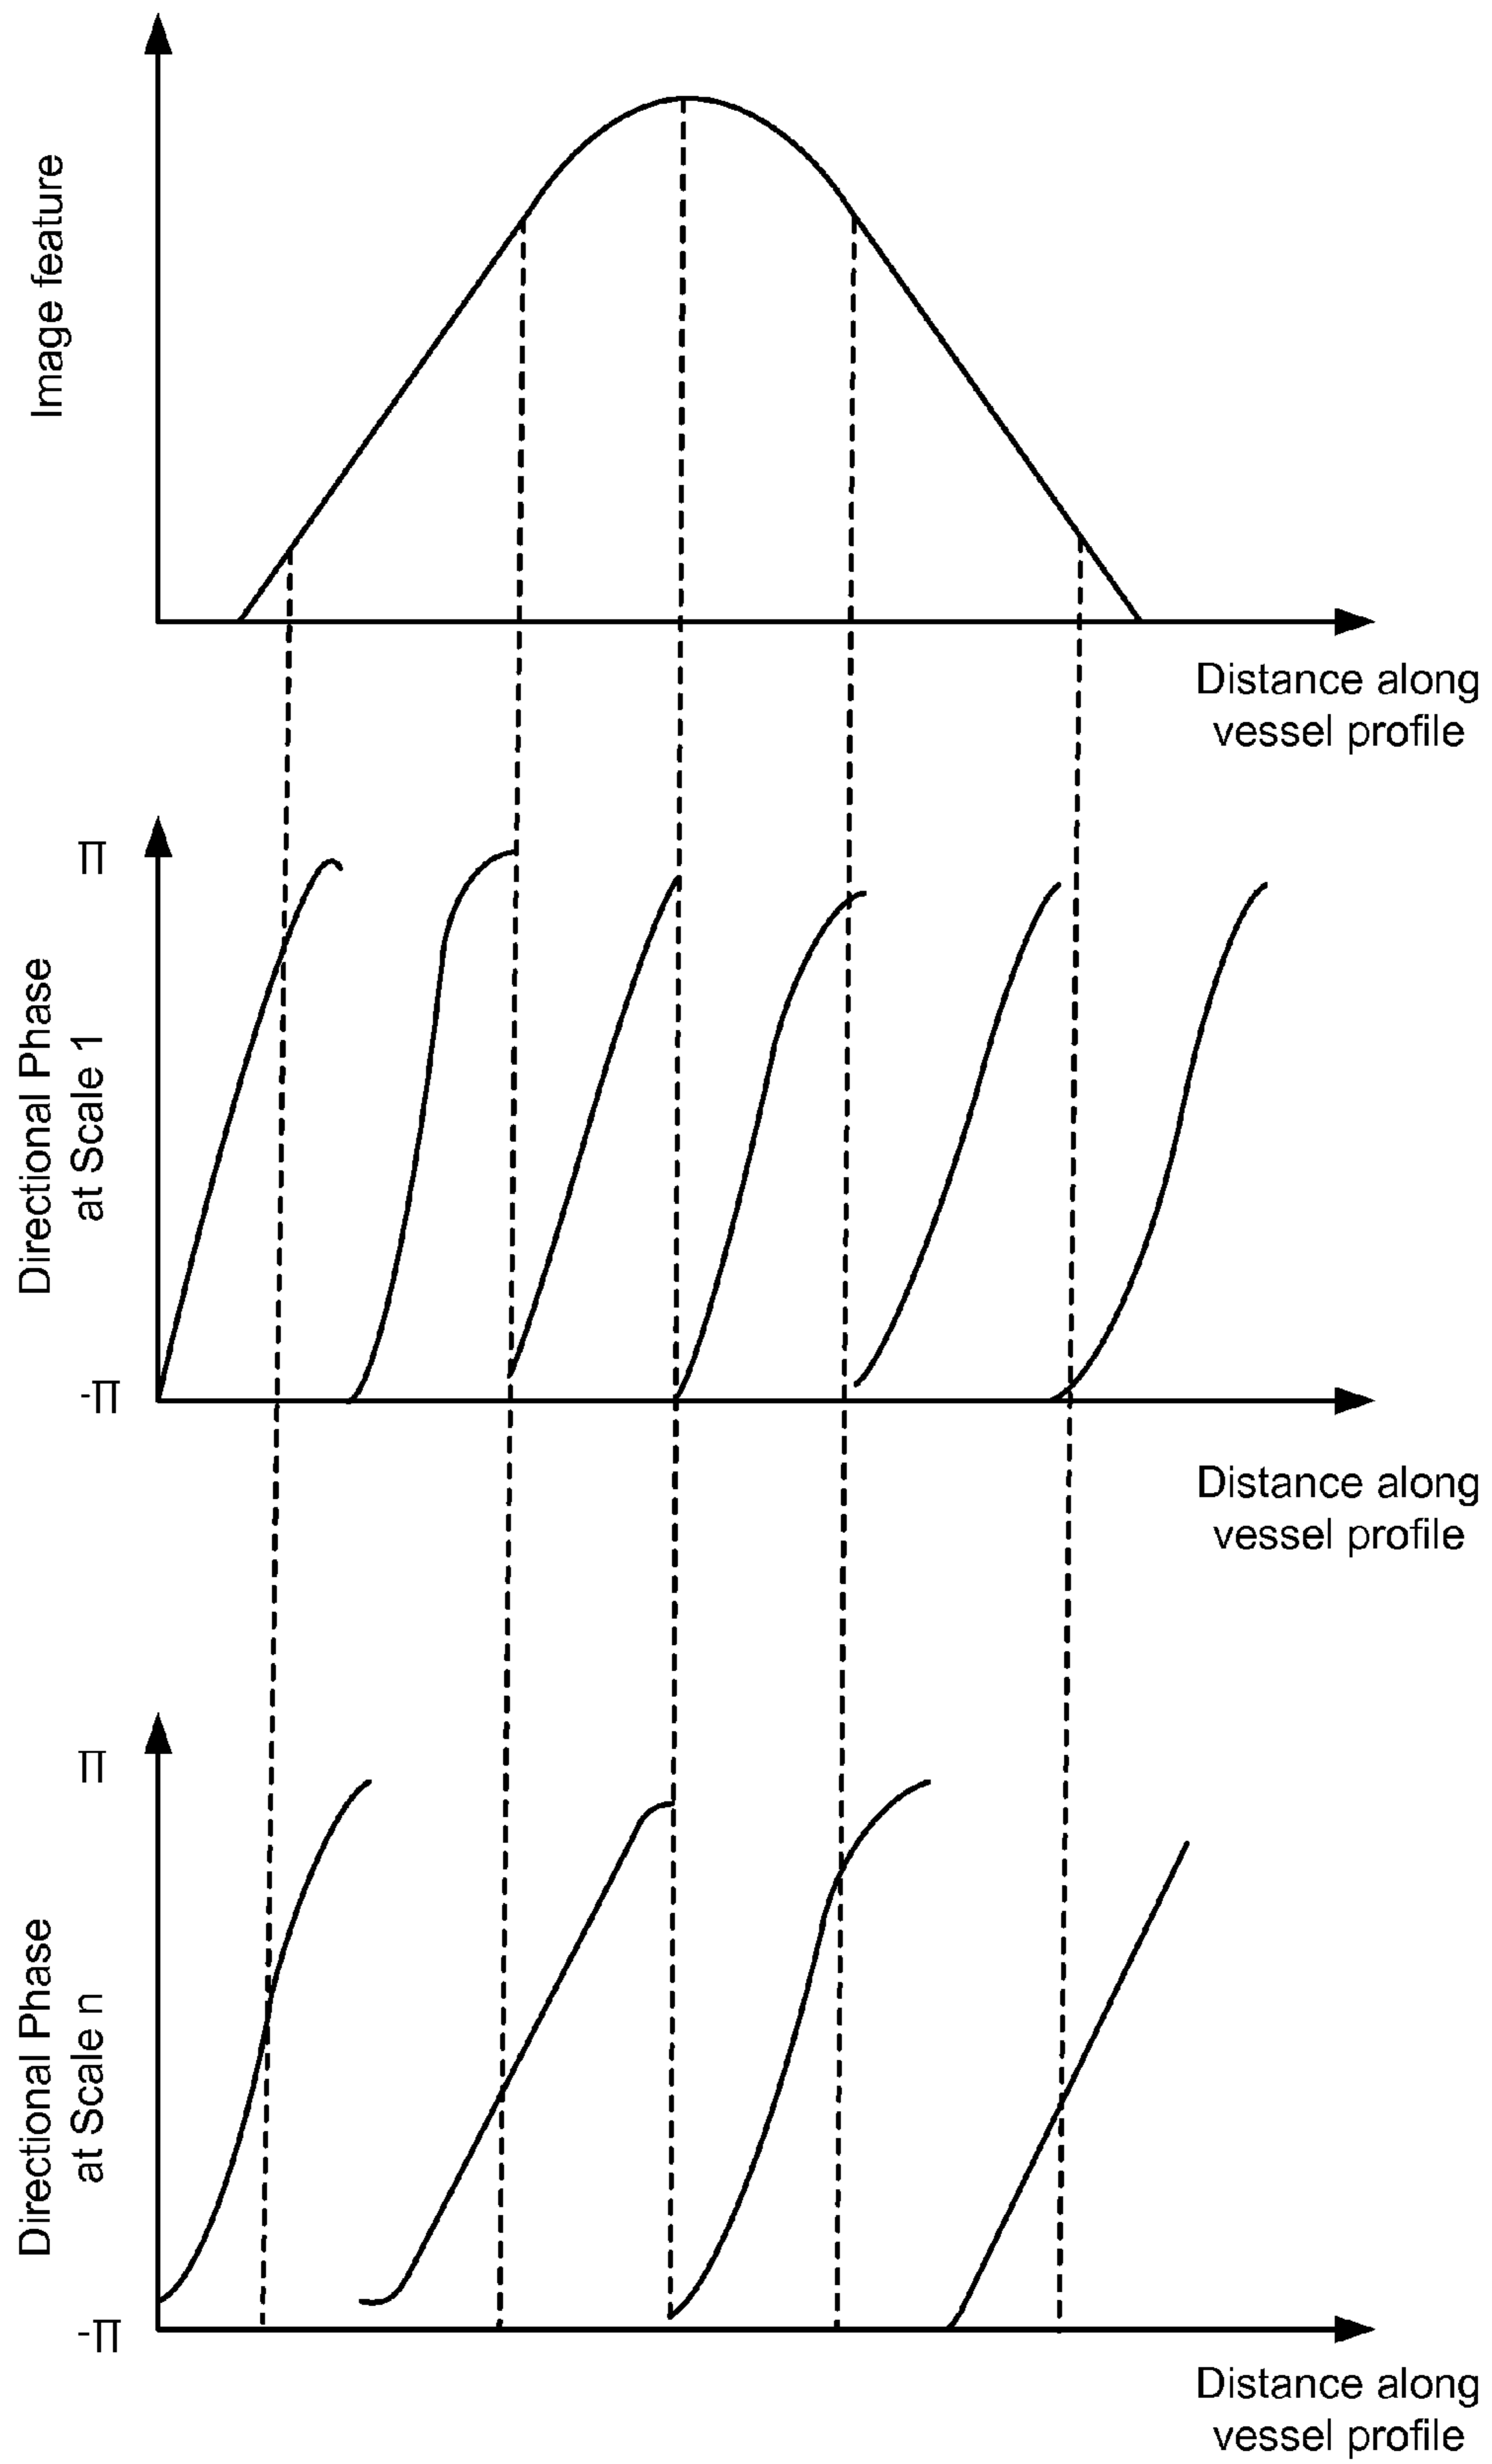 Image feature
Distance along
vessel profile
Π
Directional Phase
at Scale 1
-Π
Distance along
vessel profile
Π
Directional Phase
at Scale n
-Π
Distance along
vessel profile